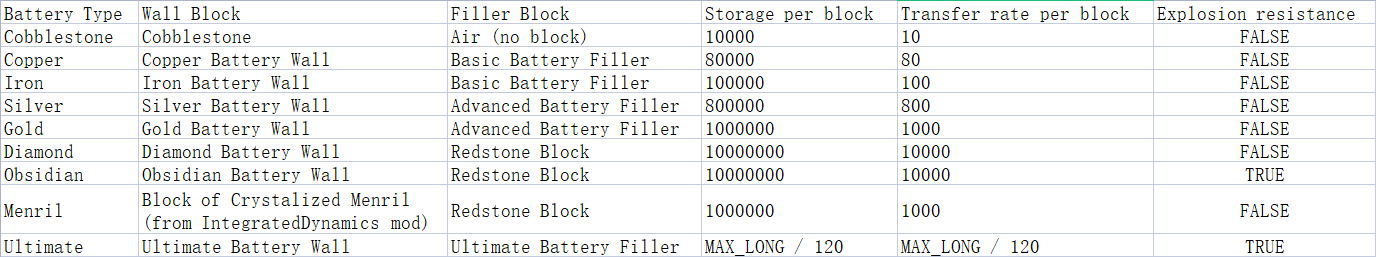 Battery Type Wall Block Filler Block Storage per block Transfer rate per block Explosion resistance
Cobblestone Cobblestone Air (no block) 10000 10 FALSE
Copper Copper Battery Wall Basic Battery Filler 80000 80 FALSE
Iron Iron Battery Wall Basic Battery Filler 100000 100 FALSE
Silver Silver Battery Wall Advanced Battery Filler 800000 800 FALSE
Gold Gold Battery Wall Advanced Battery Filler 1000000 1000 FALSE
Diamond Diamond Battery Wall Redstone Block 10000000 10000 FALSE
Obsidian Obsidian Battery Wall Redstone Block 10000000 10000 TRUE
Menril Block of Crystalized Menril
(from IntegratedDynamics mod) Redstone Block 1000000 1000 FALSE
Ultimate Ultimate Battery Wall Ultimate Battery Filler MAX_LONG / 120 MAX_LONG / 120 TRUE